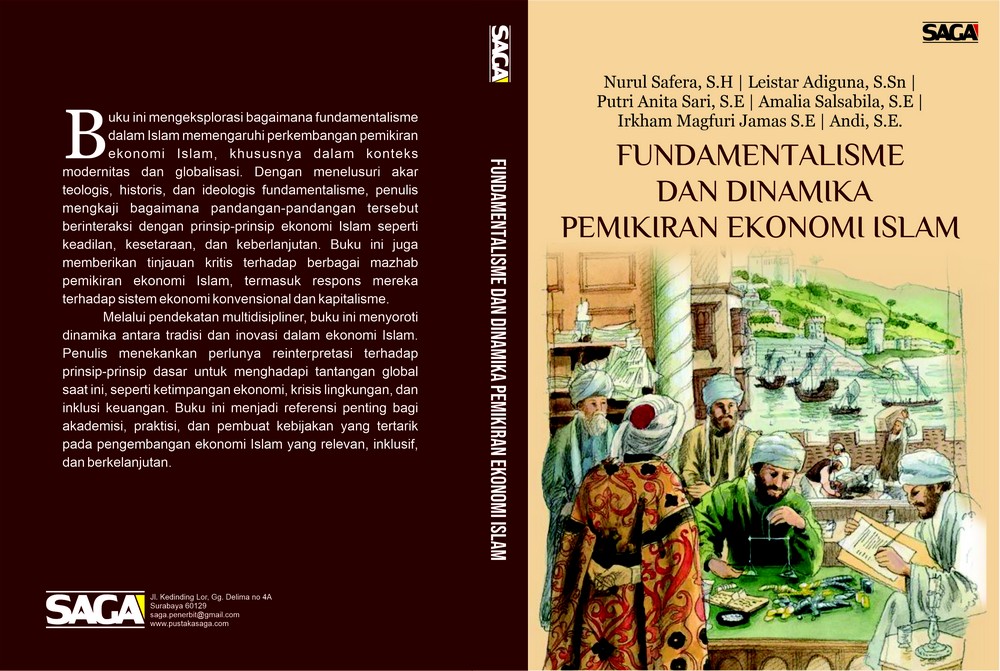 Buku ini mengeksplorasi bagaimana fundamentalisme
dalam Islam memengaruhi perkembangan pemikiran
ekonomi Islam, khususnya dalam konteks
modernitas dan globalisasi. Dengan menelusuri akar
teologis, historis, dan ideologis fundamentalisme, penulis
mengkaji bagaimana pandangan-pandangan tersebut
berinteraksi dengan prinsip-prinsip ekonomi Islam seperti
keadilan, kesetaraan, dan keberlanjutan. Buku ini juga
memberikan tinjauan kritis terhadap berbagai mazhab
pemikiran ekonomi Islam, termasuk respons mereka
terhadap sistem ekonomi konvensional dan kapitalisme.
Melalui pendekatan multidisipliner, buku ini menyoroti
dinamika antara tradisi dan inovasi dalam ekonomi Islam.
Penulis menekankan perlunya reinterpretasi terhadap
prinsip-prinsip dasar untuk menghadapi tantangan global
saat ini, seperti ketimpangan ekonomi, krisis lingkungan, dan
inklusi keuangan. Buku ini menjadi referensi penting bagi
akademisi, praktisi, dan pembuat kebijakan yang tertarik
pada pengembangan ekonomi Islam yang relevan, inklusif,
dan berkelanjutan.
SAGA
Jl. Kedinding Lor, Gg. Delima no 4A
Surabaya 60129
saga.penerbit@gmail.com
www.pustakasaga.com
SAGA
FUNDAMENTALISME DAN DINAMIKA PEMIKIRAN EKONOMI ISLAM
SAGA
Nurul Safera, S.H | Leistar Adiguna, S.Sn |
Putri Anita Sari, S.E | Amalia Salsabila, S.E |
Irkham Magfuri Jamas S.E | Andi, S.E.
FUNDAMENTALISME
DAN DINAMIKA
PEMIKIRAN EKONOMI ISLAM